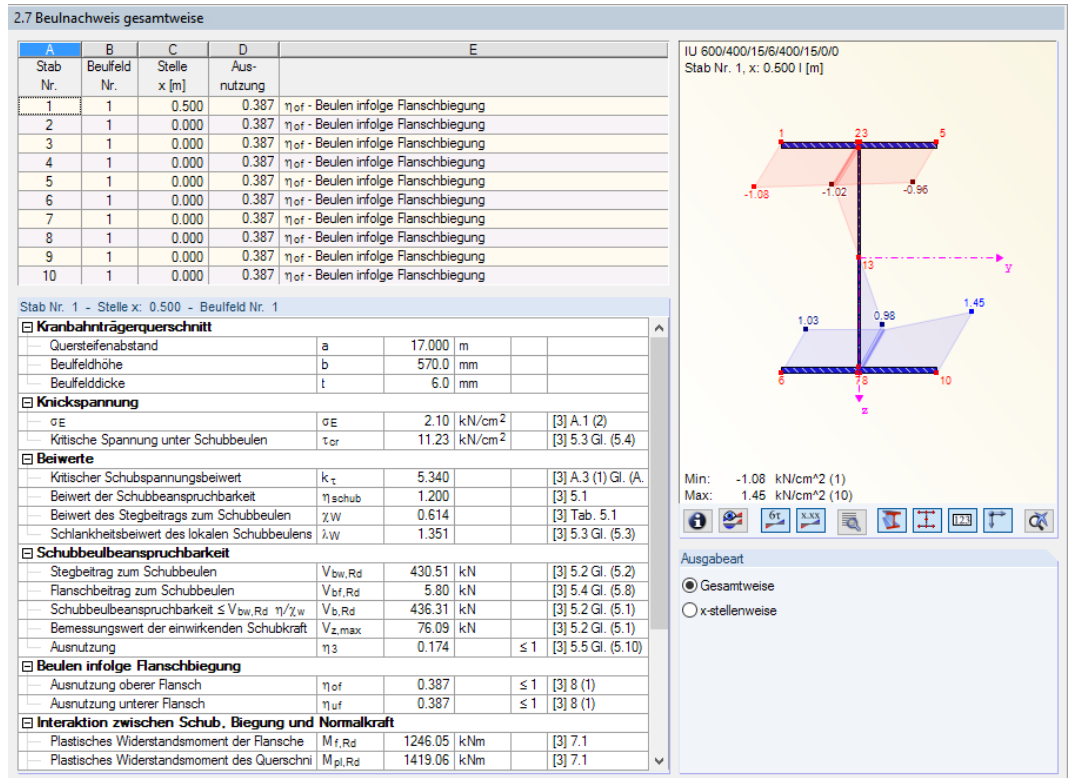 2.7 Beulnachweis gesamtweise
A B C D E
Stab Beulfeld Stelle Aus-
Nr. Nr. x [m] nutzung
1 1 0.500 0.387 ηof - Beulen infolge Flanschbiegung
2 1 0.000 0.387 ηof - Beulen infolge Flanschbiegung
3 1 0.000 0.387 ηof - Beulen infolge Flanschbiegung
4 1 0.000 0.387 ηof - Beulen infolge Flanschbiegung
5 1 0.000 0.387 ηof - Beulen infolge Flanschbiegung
6 1 0.000 0.387 ηof - Beulen infolge Flanschbiegung
7 1 0.000 0.387 ηof - Beulen infolge Flanschbiegung
8 1 0.000 0.387 ηof - Beulen infolge Flanschbiegung
9 1 0.000 0.387 ηof - Beulen infolge Flanschbiegung
10 1 0.000 0.387 ηof - Beulen infolge Flanschbiegung
Stab Nr. 1 - Stelle x: 0.500 - Beulfeld Nr. 1
Kranbahnträgerquerschnitt
Quersteifenabstand a 17.000 m
Beulfeldhöhe b 570.0 mm
Beulfelddicke t 6.0 mm
Knickspannung
σE σE 2.10 kN/cm2 [3] A.1 (2)
Kritische Spannung unter Schubbeulen τcr 11.23 kN/cm2 [3] 5.3 Gl. (5.4)
Beiwerte
Kritischer Schubspannungsbeiwert kτ 5.340 [3] A.3 (1) Gl. (A.
Beiwert der Schubbeanspruchbarkeit ηschub 1.200 [3] 5.1
Beiwert des Stegbeitrags zum Schubbeulen χW 0.614 [3] Tab. 5.1
Schlankheitsbeiwert des lokalen Schubbeulens λW 1.351 [3] 5.3 Gl. (5.3)
Schubbeulbeanspruchbarkeit
Stegbeitrag zum Schubbeulen Vbw,Rd 430.51 kN [3] 5.2 Gl. (5.2)
Flanschbeitrag zum Schubbeulen Vbf,Rd 5.80 kN [3] 5.4 Gl. (5.8)
Schubbeulbeanspruchbarkeit ≤ Vbw,Rd η/χw Vb,Rd 436.31 kN [3] 5.2 Gl. (5.1)
Bemessungswert der einwirkenden Schubkraft Vz,max 76.09 kN [3] 5.2 Gl. (5.1)
Ausnutzung η3 0.174 ≤ 1 [3] 5.5 Gl. (5.10)
Beulen infolge Flanschbiegung
Ausnutzung oberer Flansch ηof 0.387 ≤ 1 [3] 8 (1)
Ausnutzung unterer Flansch ηuf 0.387 ≤ 1 [3] 8 (1)
Interaktion zwischen Schub, Biegung und Normalkraft
Plastisches Widerstandsmoment der Flansche Mf,Rd 1246.05 kNm [3] 7.1
Plastisches Widerstandsmoment des Querschni Mpl,Rd 1419.06 kNm [3] 7.1
IU 600/400/15/6/400/15/0/0
Stab Nr. 1, x: 0.500 l [m]
1 23 5
-1.08 -1.02 -0.96
13 y
1.03 0.98 1.45
6 78 10
z
Min: -1.08 kN/cm^2 (1)
Max: 1.45 kN/cm^2 (10)
6τ x.xx 123
Ausgabeart
Gesamtweise
x-stellenweise